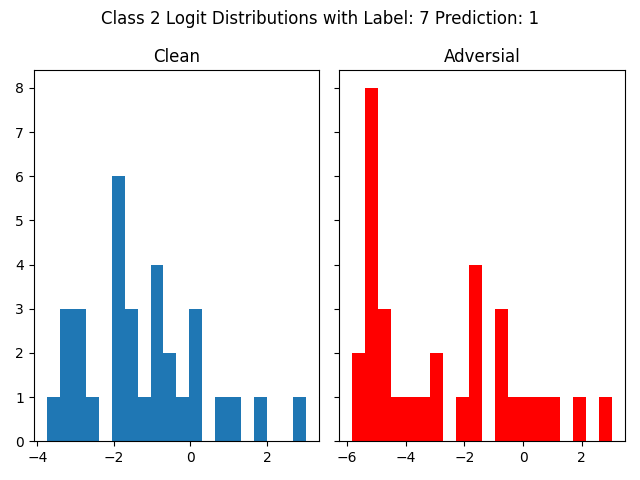 Class 2 Logit Distributions with Label: 7 Prediction: 1
Clean
Adversial
8
7
6
5
4
3
2
1
0
−4 −2 0 2
−6 −4 −2 0 2